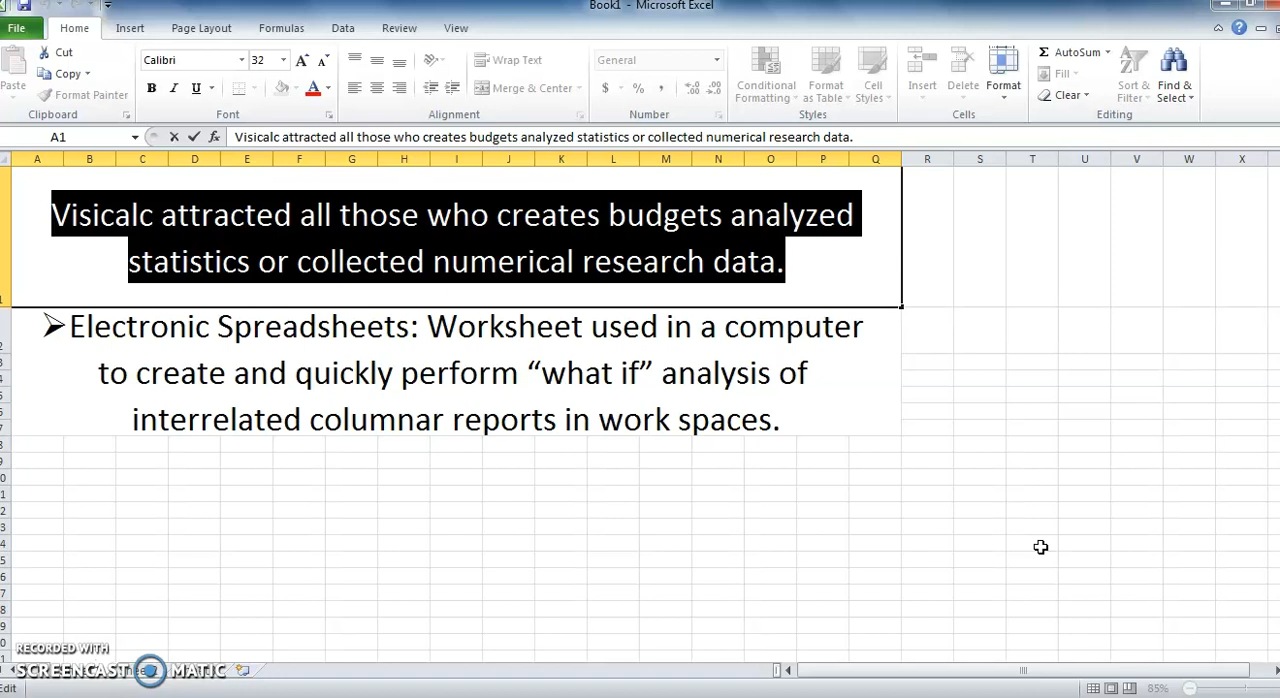 Book1 - Microsoft Excel
File Home Insert Page Layout Formulas Data Review View
Cut
Copy
Format Painter
Paste
Clipboard
Calibri 32
A A
B I U A
Font
Wrap Text
Merge & Center
Alignment
General
$ % ,
Number
Conditional Formatting
Format as Table
Cell Styles
Styles
Insert Delete Format
Cells
AutoSum
Fill
Clear
Sort & Filter
Find & Select
Editing
A1 fx Visicalc attracted all those who creates budgets analyzed statistics or collected numerical research data.
A B C D E F G H I J K L M N O P Q R S T U V W X
Visicalc attracted all those who creates budgets analyzed
statistics or collected numerical research data.
➢Electronic Spreadsheets: Worksheet used in a computer
to create and quickly perform “what if” analysis of
interrelated columnar reports in work spaces.
RECORDED WITH
SCREENCAST MATIC
85%